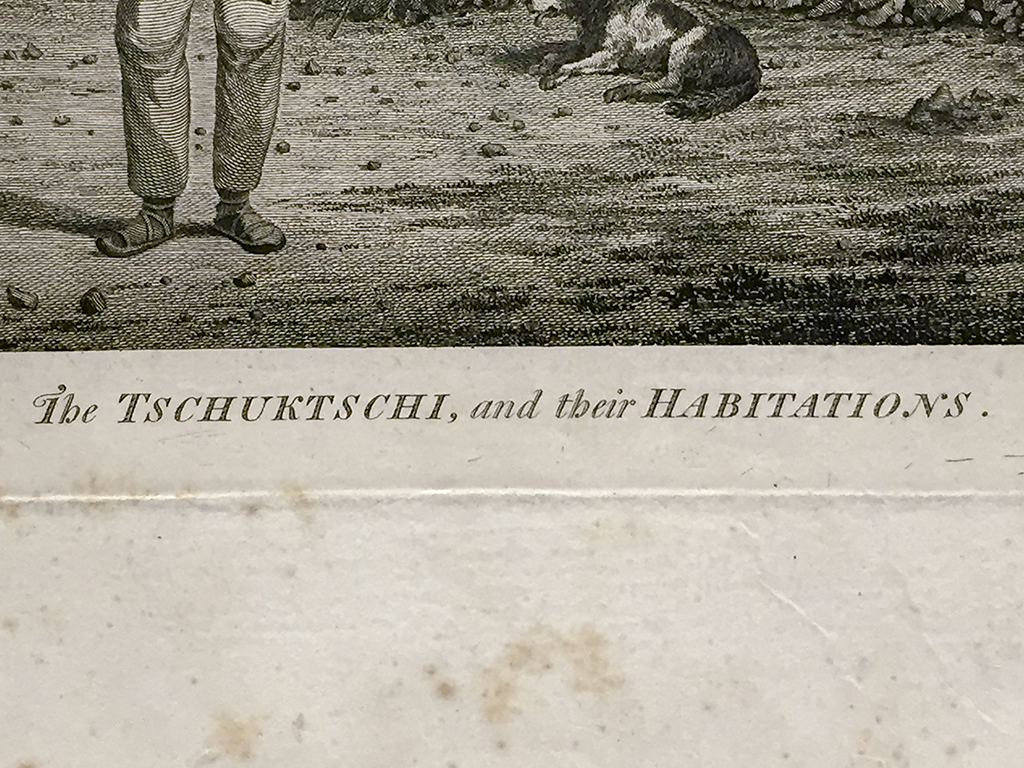 The TSCHUKTSCHI, and their HABITATIONS.